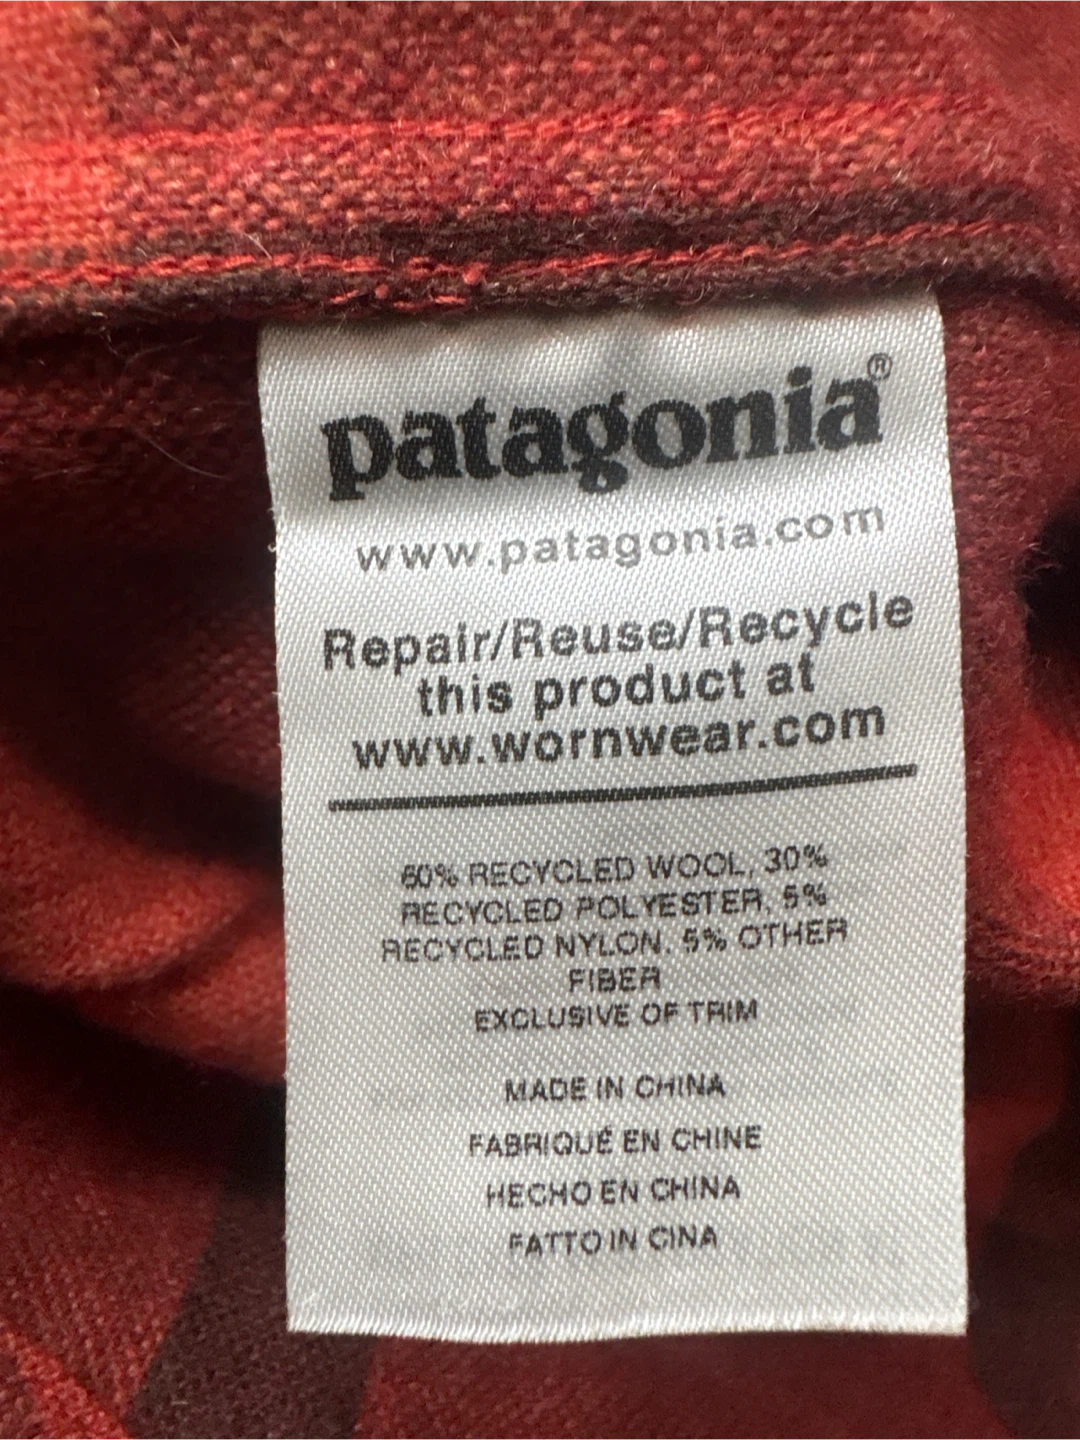 patagonia®
www.patagonia.com
Repair/Reuse/Recycle
this product at
www.wornwear.com
60% RECYCLED WOOL, 30%
RECYCLED POLYESTER, 5%
RECYCLED NYLON, 5% OTHER
FIBER
EXCLUSIVE OF TRIM
MADE IN CHINA
FABRIQUÉ EN CHINE
HECHO EN CHINA
FATTO IN CINA